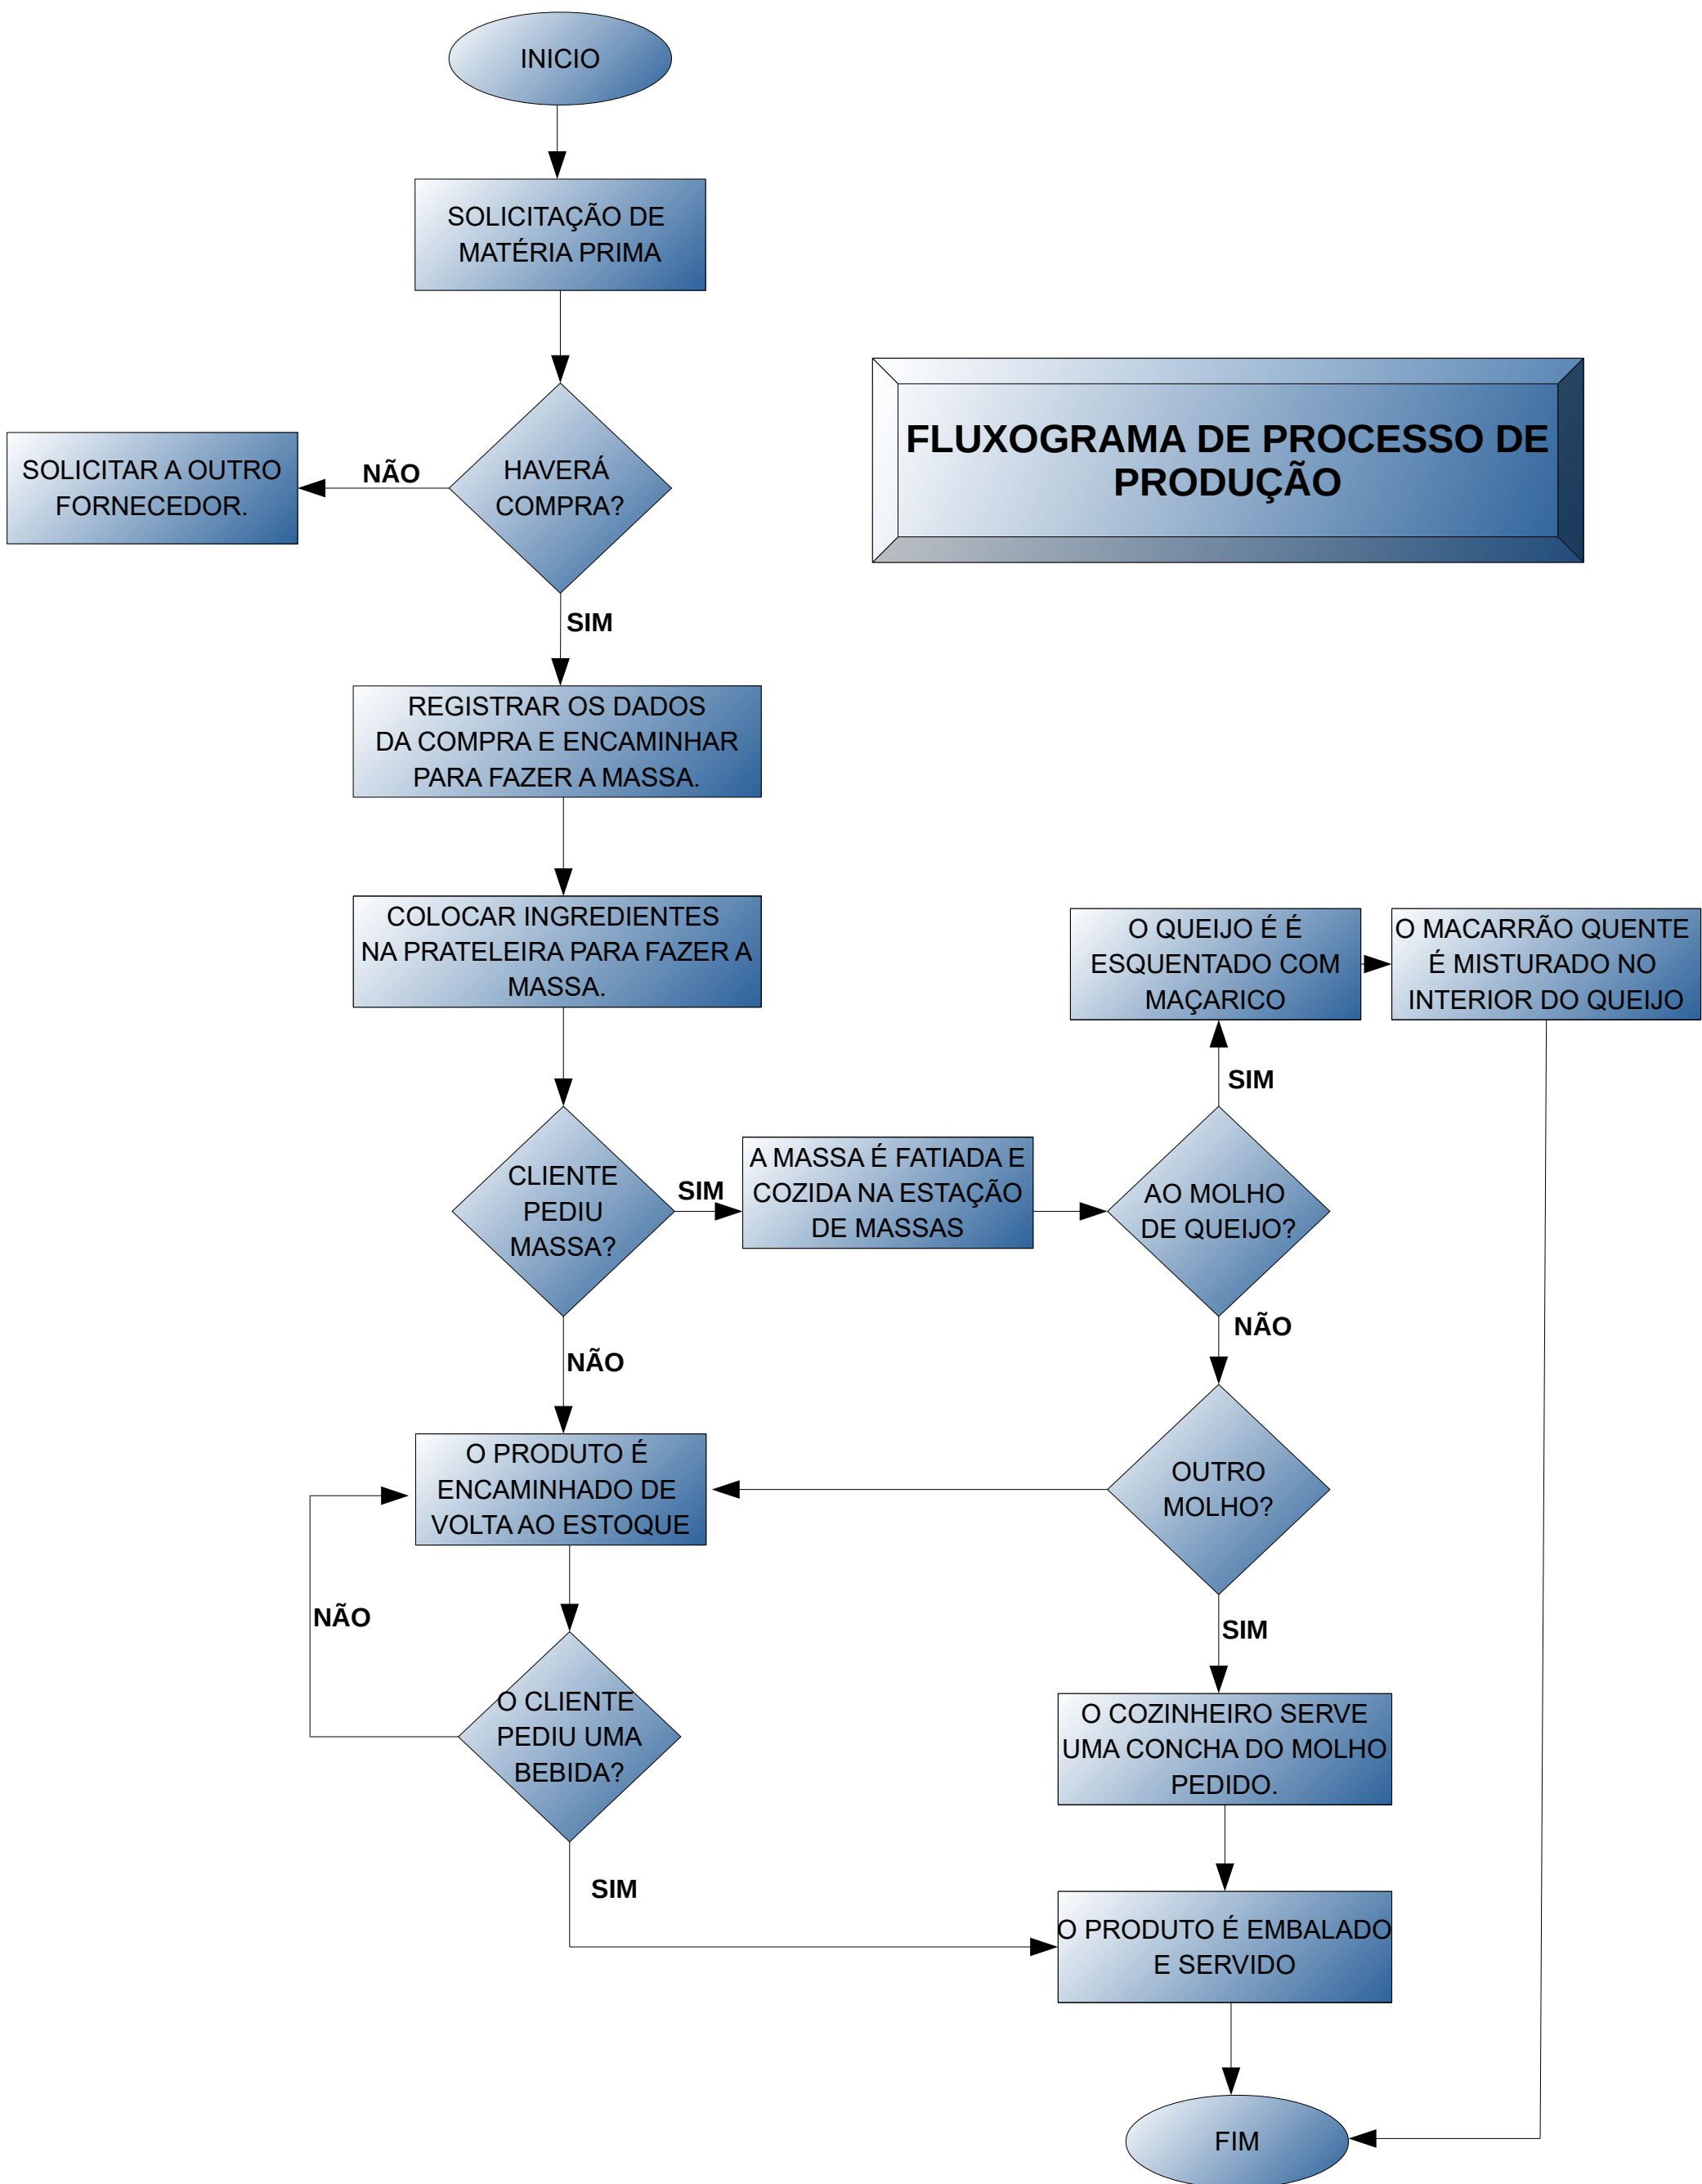 INICIO
SOLICITAÇÃO DE
MATÉRIA PRIMA
FLUXOGRAMA DE PROCESSO DE
PRODUÇÃO
SOLICITAR A OUTRO
FORNECEDOR.
NÃO
HAVERÁ
COMPRA?
SIM
REGISTRAR OS DADOS
DA COMPRA E ENCAMINHAR
PARA FAZER A MASSA.
COLOCAR INGREDIENTES
NA PRATELEIRA PARA FAZER A
MASSA.
O QUEIJO É É
ESQUENTADO COM
MAÇARICO
O MACARRÃO QUENTE
É MISTURADO NO
INTERIOR DO QUEIJO
SIM
CLIENTE
PEDIU
MASSA?
SIM
A MASSA É FATIADA E
COZIDA NA ESTAÇÃO
DE MASSAS
AO MOLHO
DE QUEIJO?
NÃO
NÃO
O PRODUTO É
ENCAMINHADO DE
VOLTA AO ESTOQUE
OUTRO
MOLHO?
NÃO
SIM
O CLIENTE
PEDIU UMA
BEBIDA?
O COZINHEIRO SERVE
UMA CONCHA DO MOLHO
PEDIDO.
SIM
O PRODUTO É EMBALADO
E SERVIDO
FIM